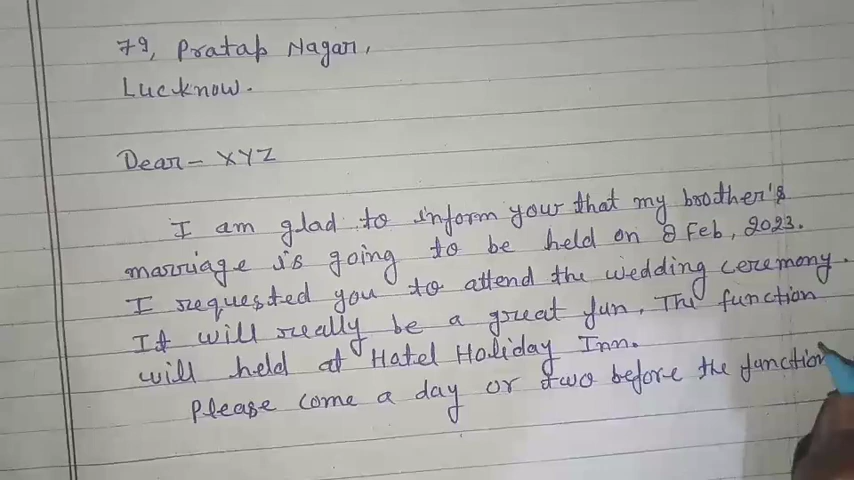 79, Pratap Nagar,
Lucknow.
Dear- XYZ
I am glad to inform your that my brother's
marriage is going to be held on 8 Feb, 2023.
I requested you to attend the wedding ceremony.
It will really be a great fun. The function
will held at Hotel Holiday Inn.
Please come a day or two before the function